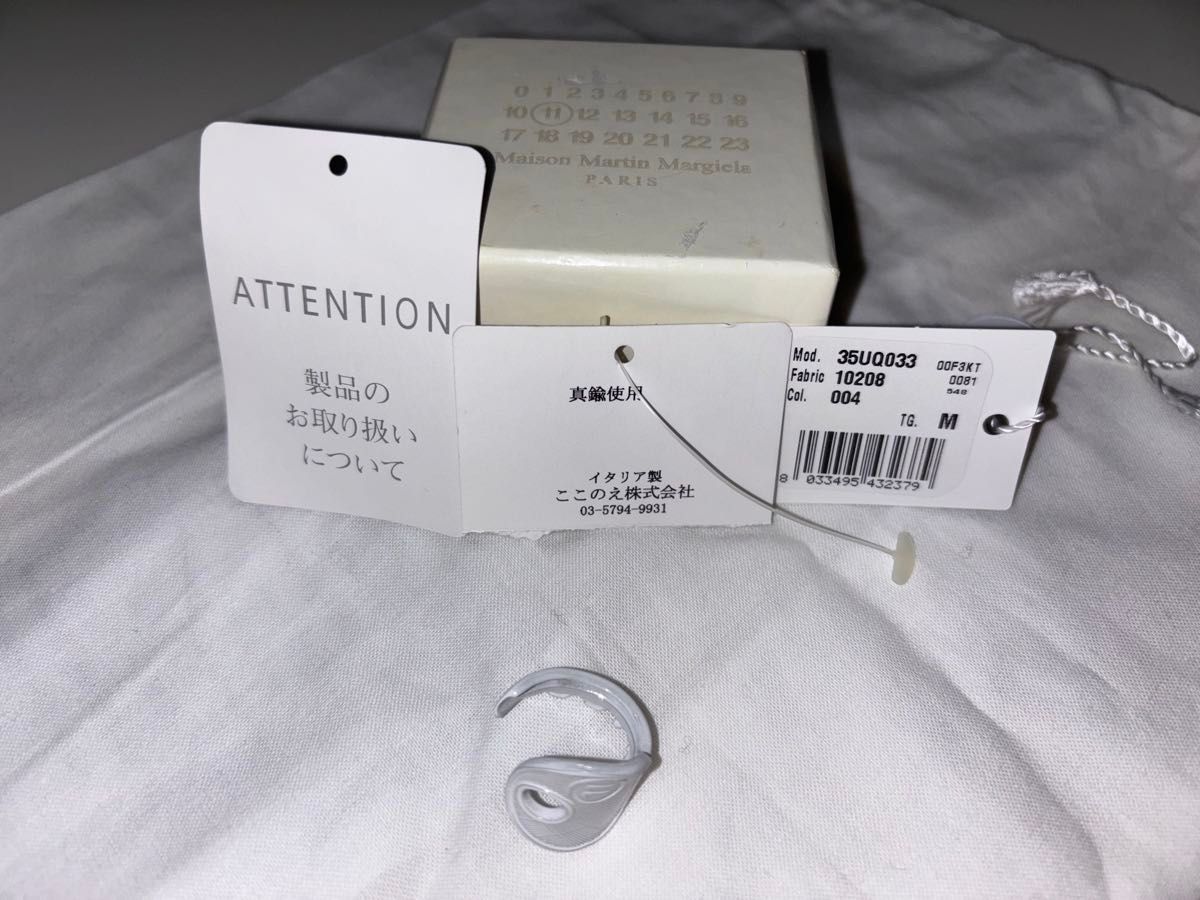 0 1 2 3 4 5 6 7 8 9
10 11 12 13 14 15 16
17 18 19 20 21 22 23
Maison Martin Margiela
PARIS
ATTENTION
製品の
お取り扱い
について
真鍮使用
イタリア製
ここのえ株式会社
03-5794-9931
Mod. 35UQ033 00F3KT
Fabric 10208 0081
Col. 004 548
TG. M
8 033495 432379